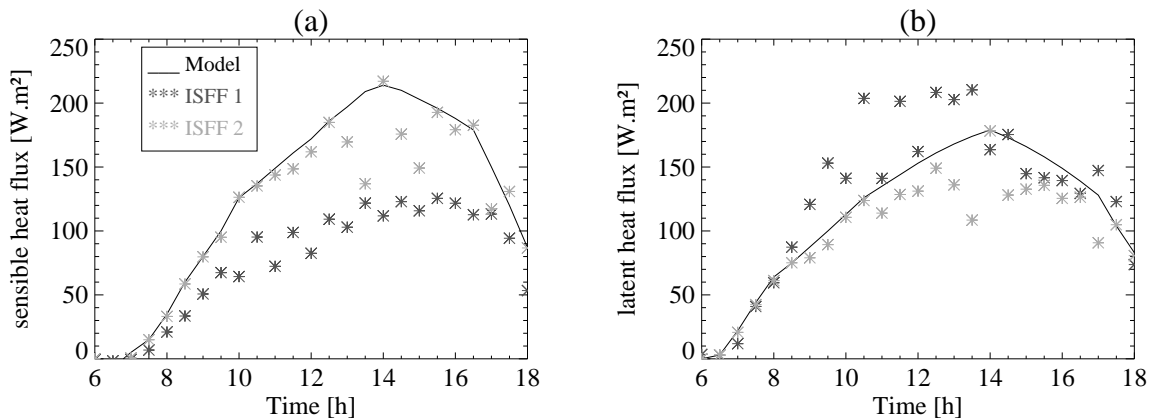 (a)
250
200
150
100
50
0
sensible heat flux [W.m²]
Model
*** ISFF 1
*** ISFF 2
6 8 10 12 14 16 18
Time [h]
(b)
250
200
150
100
50
0
latent heat flux [W.m²]
6 8 10 12 14 16 18
Time [h]